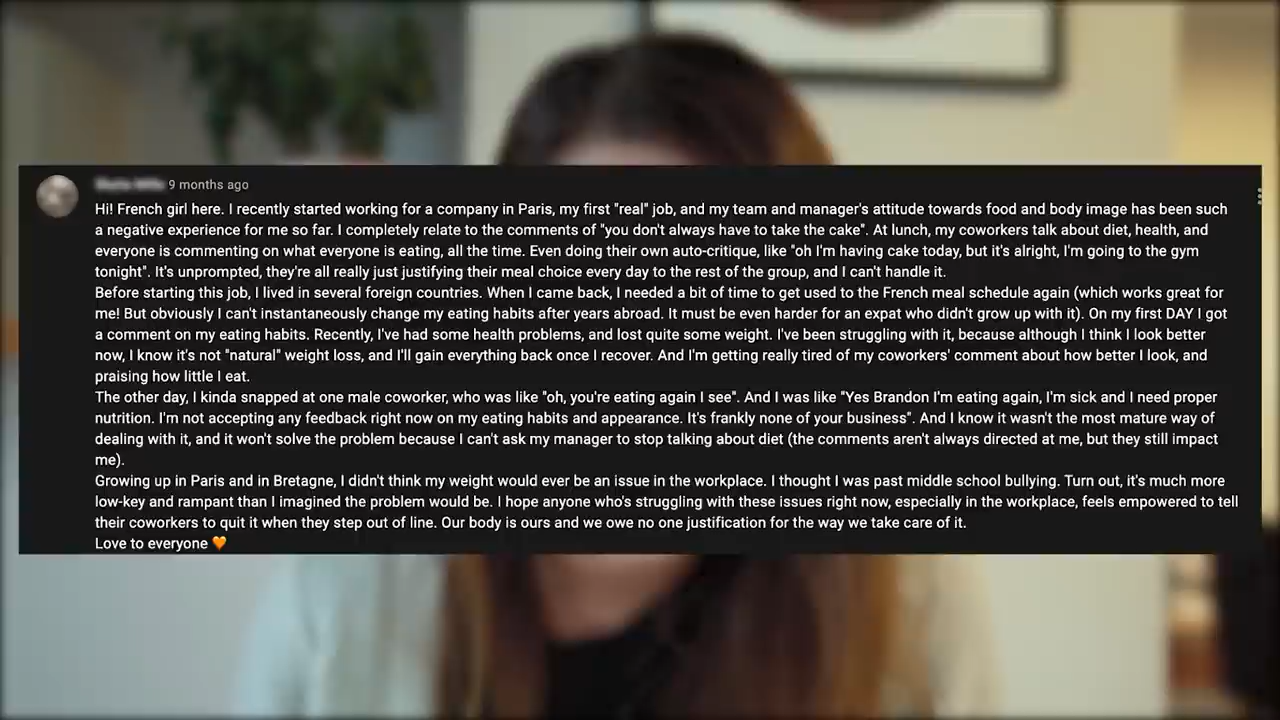 9 months ago
Hi! French girl here. I recently started working for a company in Paris, my first "real" job, and my team and manager's attitude towards food and body image has been such
a negative experience for me so far. I completely relate to the comments of "you don't always have to take the cake". At lunch, my coworkers talk about diet, health, and
everyone is commenting on what everyone is eating, all the time. Even doing their own auto-critique, like "oh I'm having cake today, but it's alright, I'm going to the gym
tonight". It's unprompted, they're all really just justifying their meal choice every day to the rest of the group, and I can't handle it.
Before starting this job, I lived in several foreign countries. When I came back, I needed a bit of time to get used to the French meal schedule again (which works great for
me! But obviously I can't instantaneously change my eating habits after years abroad. It must be even harder for an expat who didn't grow up with it). On my first DAY I got
a comment on my eating habits. Recently, I've had some health problems, and lost quite some weight. I've been struggling with it, because although I think I look better
now, I know it's not "natural" weight loss, and I'll gain everything back once I recover. And I'm getting really tired of my coworkers' comment about how better I look, and
praising how little I eat.
The other day, I kinda snapped at one male coworker, who was like "oh, you're eating again I see". And I was like "Yes Brandon I'm eating again, I'm sick and I need proper
nutrition. I'm not accepting any feedback right now on my eating habits and appearance. It's frankly none of your business". And I know it wasn't the most mature way of
dealing with it, and it won't solve the problem because I can't ask my manager to stop talking about diet (the comments aren't always directed at me, but they still impact
me).
Growing up in Paris and in Bretagne, I didn't think my weight would ever be an issue in the workplace. I thought I was past middle school bullying. Turn out, it's much more
low-key and rampant than I imagined the problem would be. I hope anyone who's struggling with these issues right now, especially in the workplace, feels empowered to tell
their coworkers to quit it when they step out of line. Our body is ours and we owe no one justification for the way we take care of it.
Love to everyone 🧡